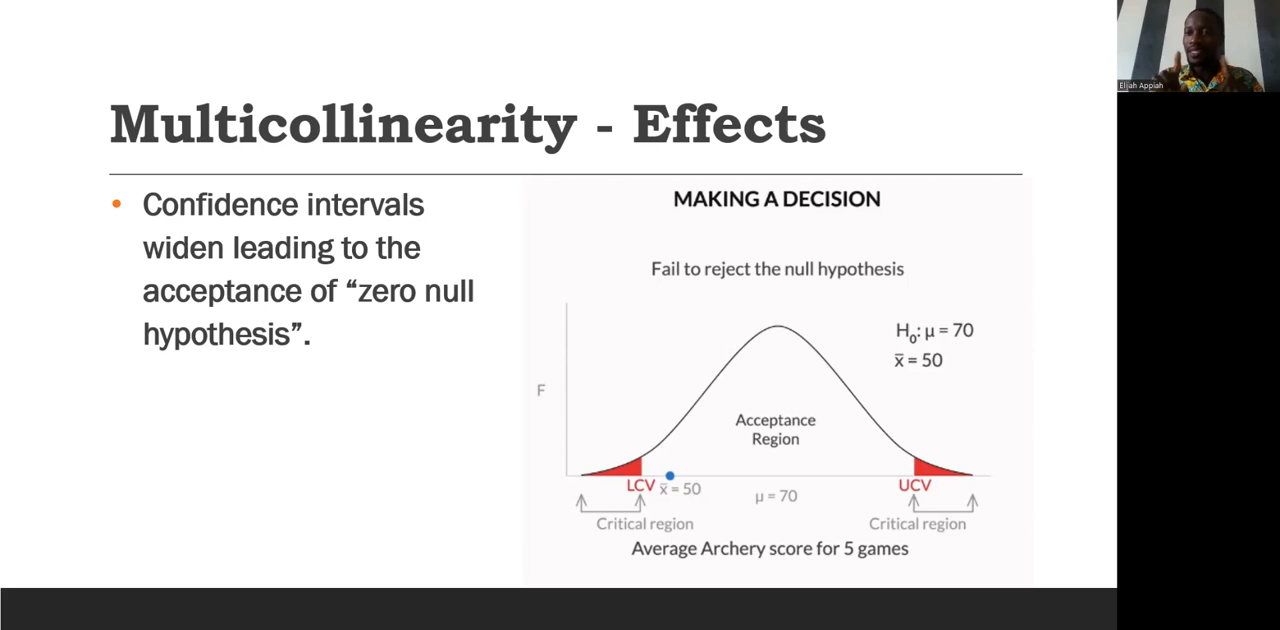 Elijah Appiah
Multicollinearity - Effects
• Confidence intervals
widen leading to the
acceptance of “zero null
hypothesis”.
MAKING A DECISION
Fail to reject the null hypothesis
H₀: μ = 70
x̄ = 50
F
Acceptance
Region
LCV x̄ = 50
μ = 70
UCV
Critical region
Critical region
Average Archery score for 5 games